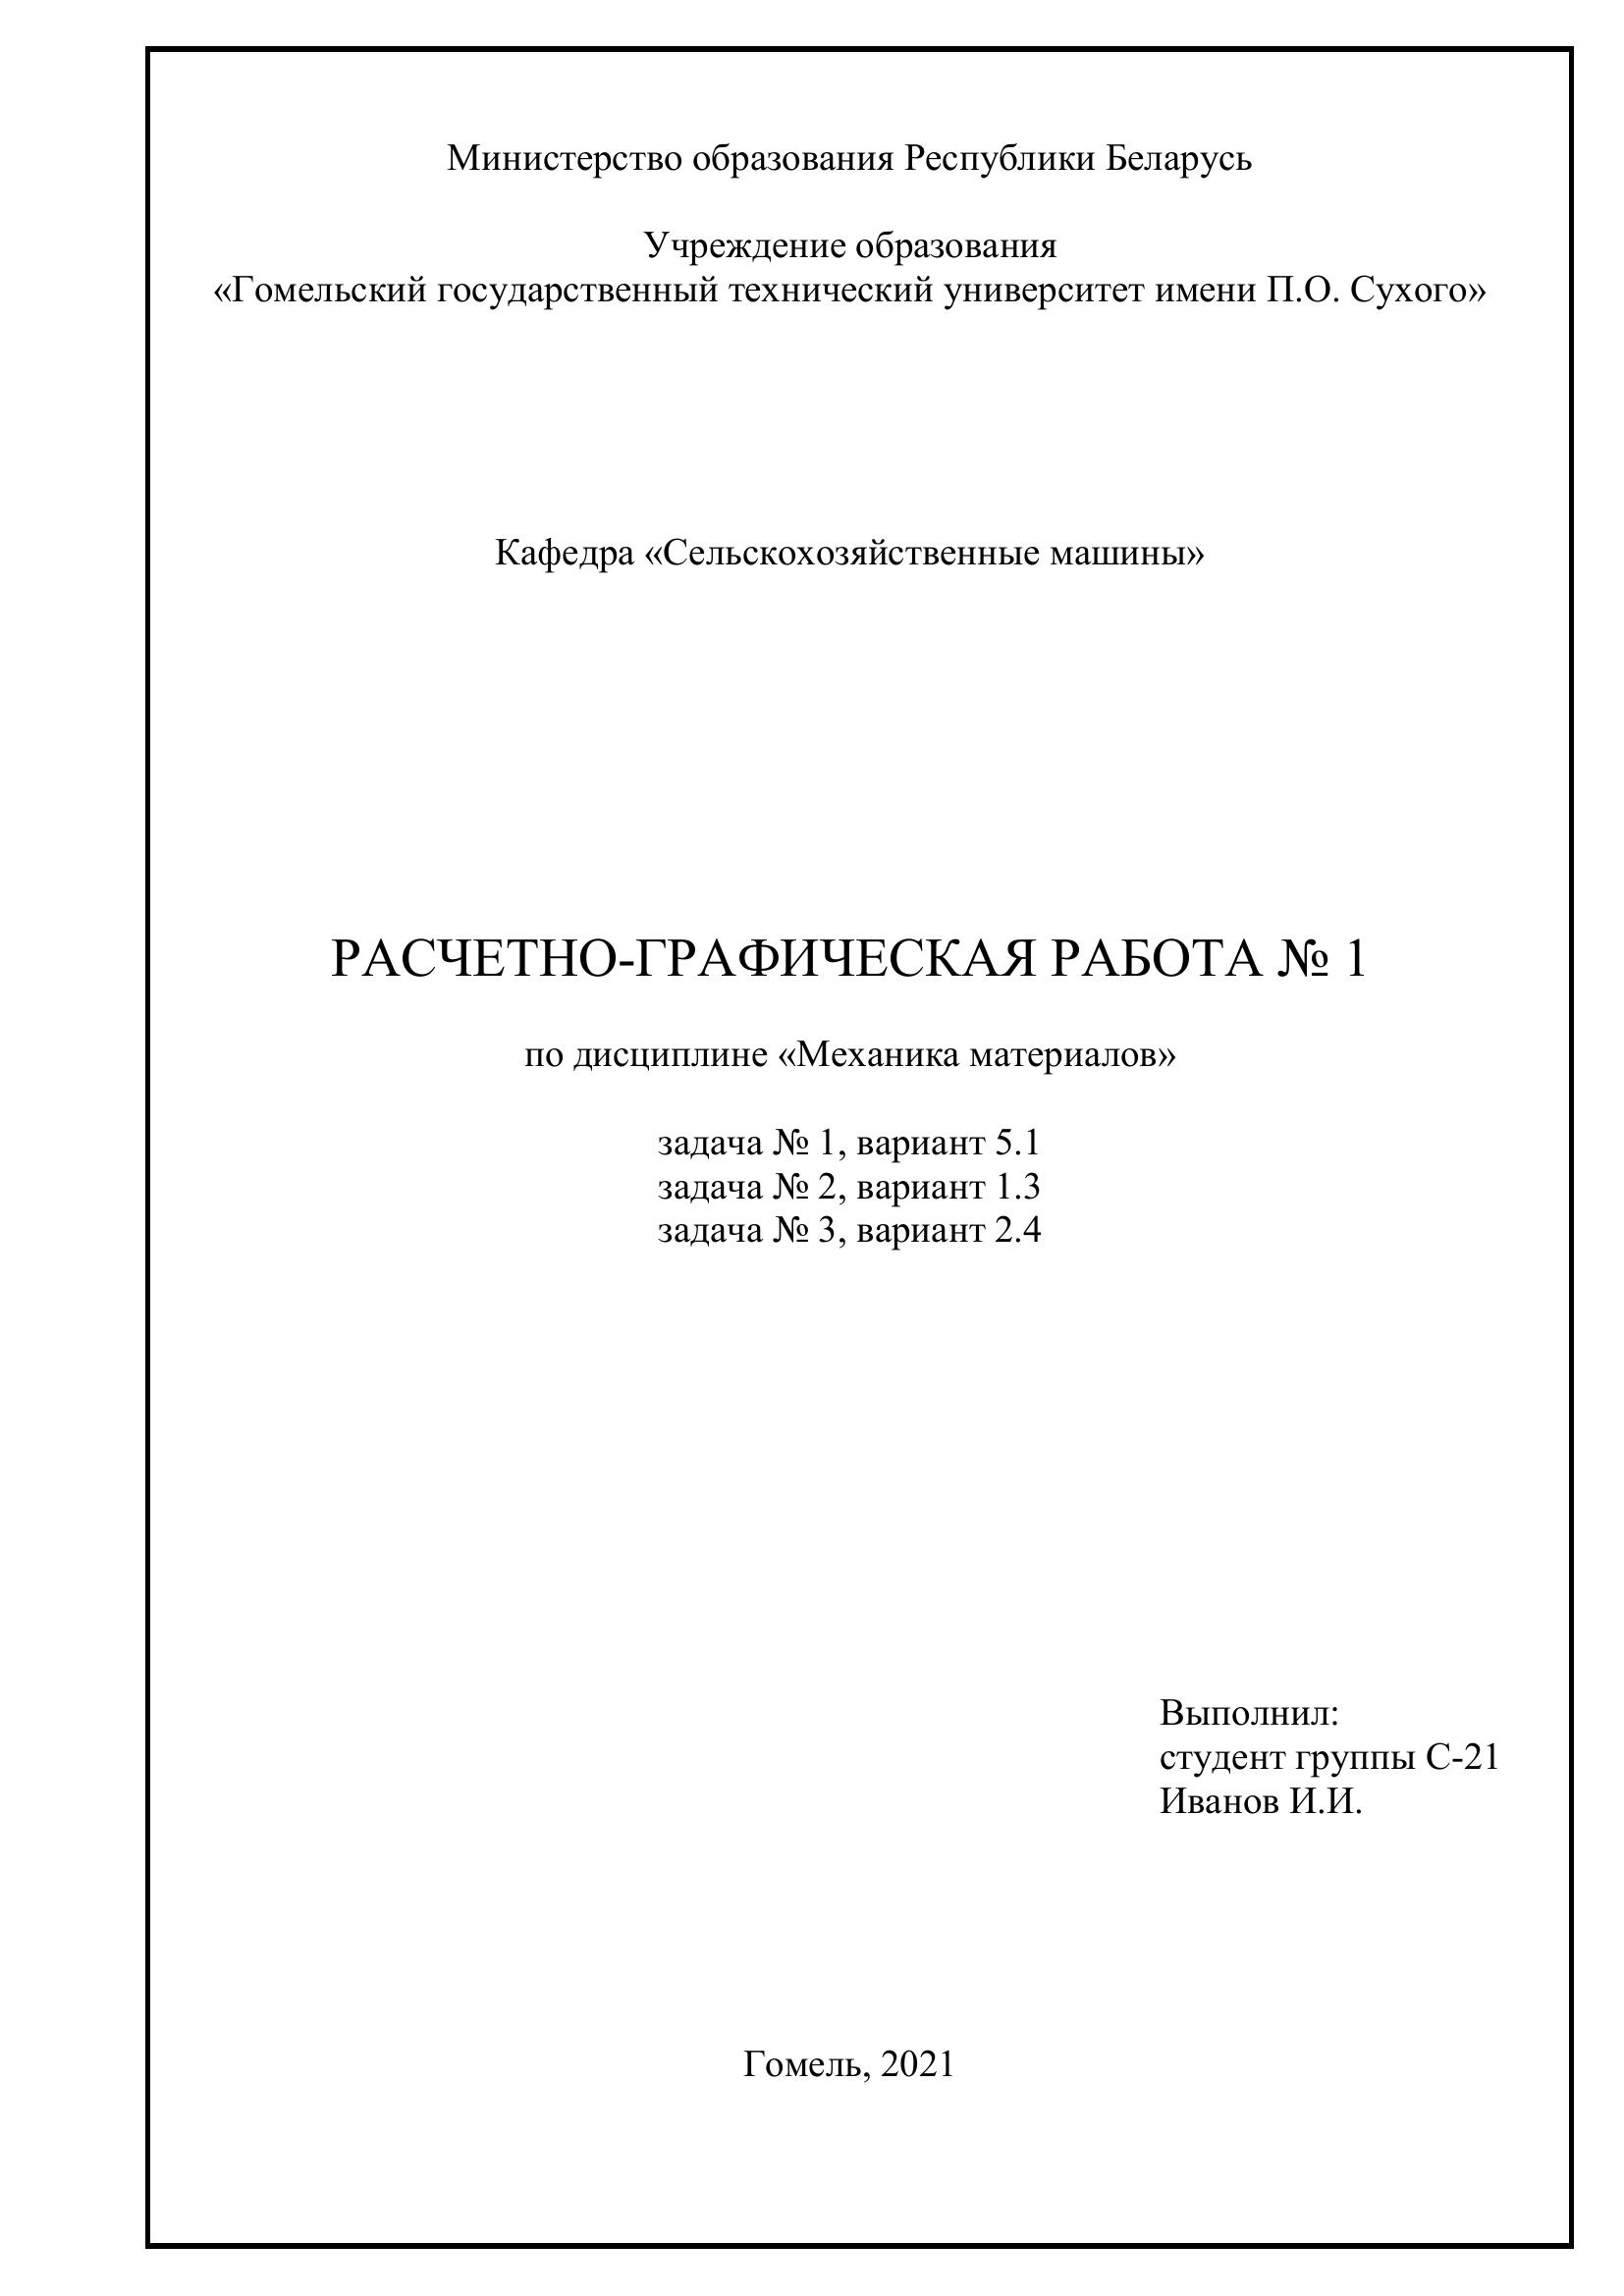 Министерство образования Республики Беларусь
Учреждение образования
«Гомельский государственный технический университет имени П.О. Сухого»
Кафедра «Сельскохозяйственные машины»
РАСЧЕТНО-ГРАФИЧЕСКАЯ РАБОТА № 1
по дисциплине «Механика материалов»
задача № 1, вариант 5.1
задача № 2, вариант 1.3
задача № 3, вариант 2.4
Выполнил:
студент группы С-21
Иванов И.И.
Гомель, 2021